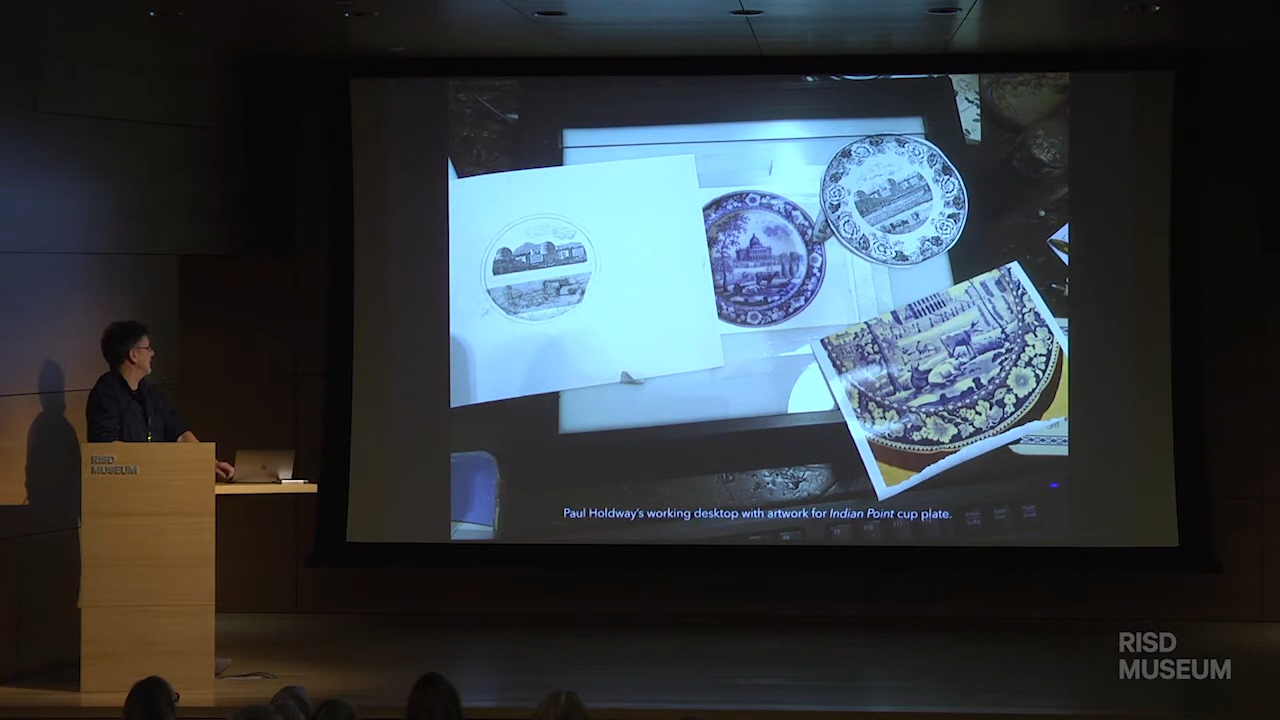 RISD
MUSEUM
Paul Holdway's working desktop with artwork for Indian Point cup plate.
RISD
MUSEUM